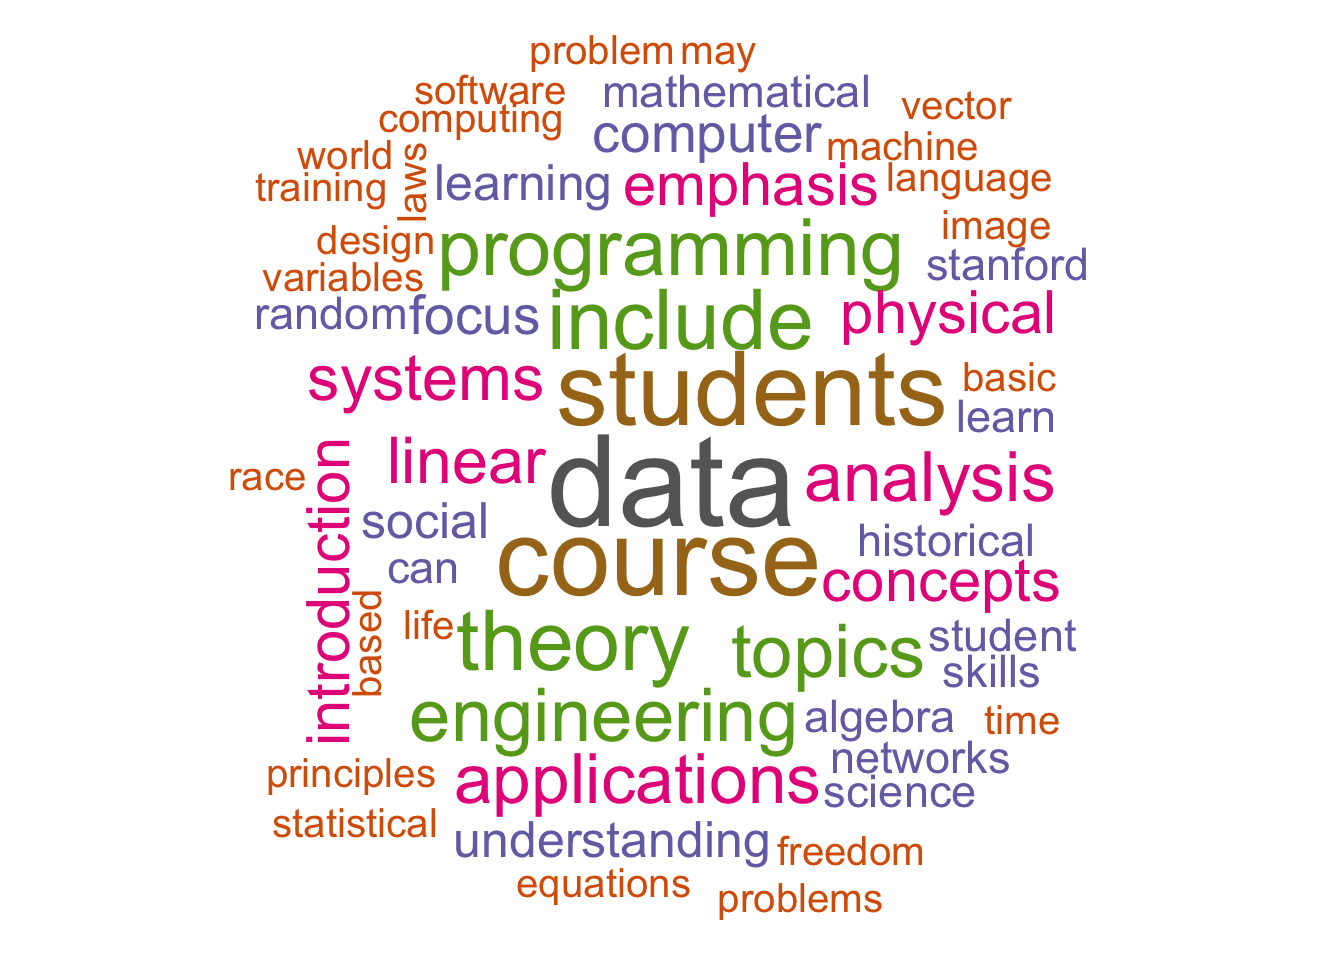 problem may
software mathematical
computing computer vector
world laws learning emphasis machine
training language
design programming image
variables stanford
random focus include physical
systems students basic
learn
race introduction linear data analysis
social historical
can course concepts
based life theory topics student
skills
engineering algebra time
principles applications networks
science
statistical understanding freedom
equations problems